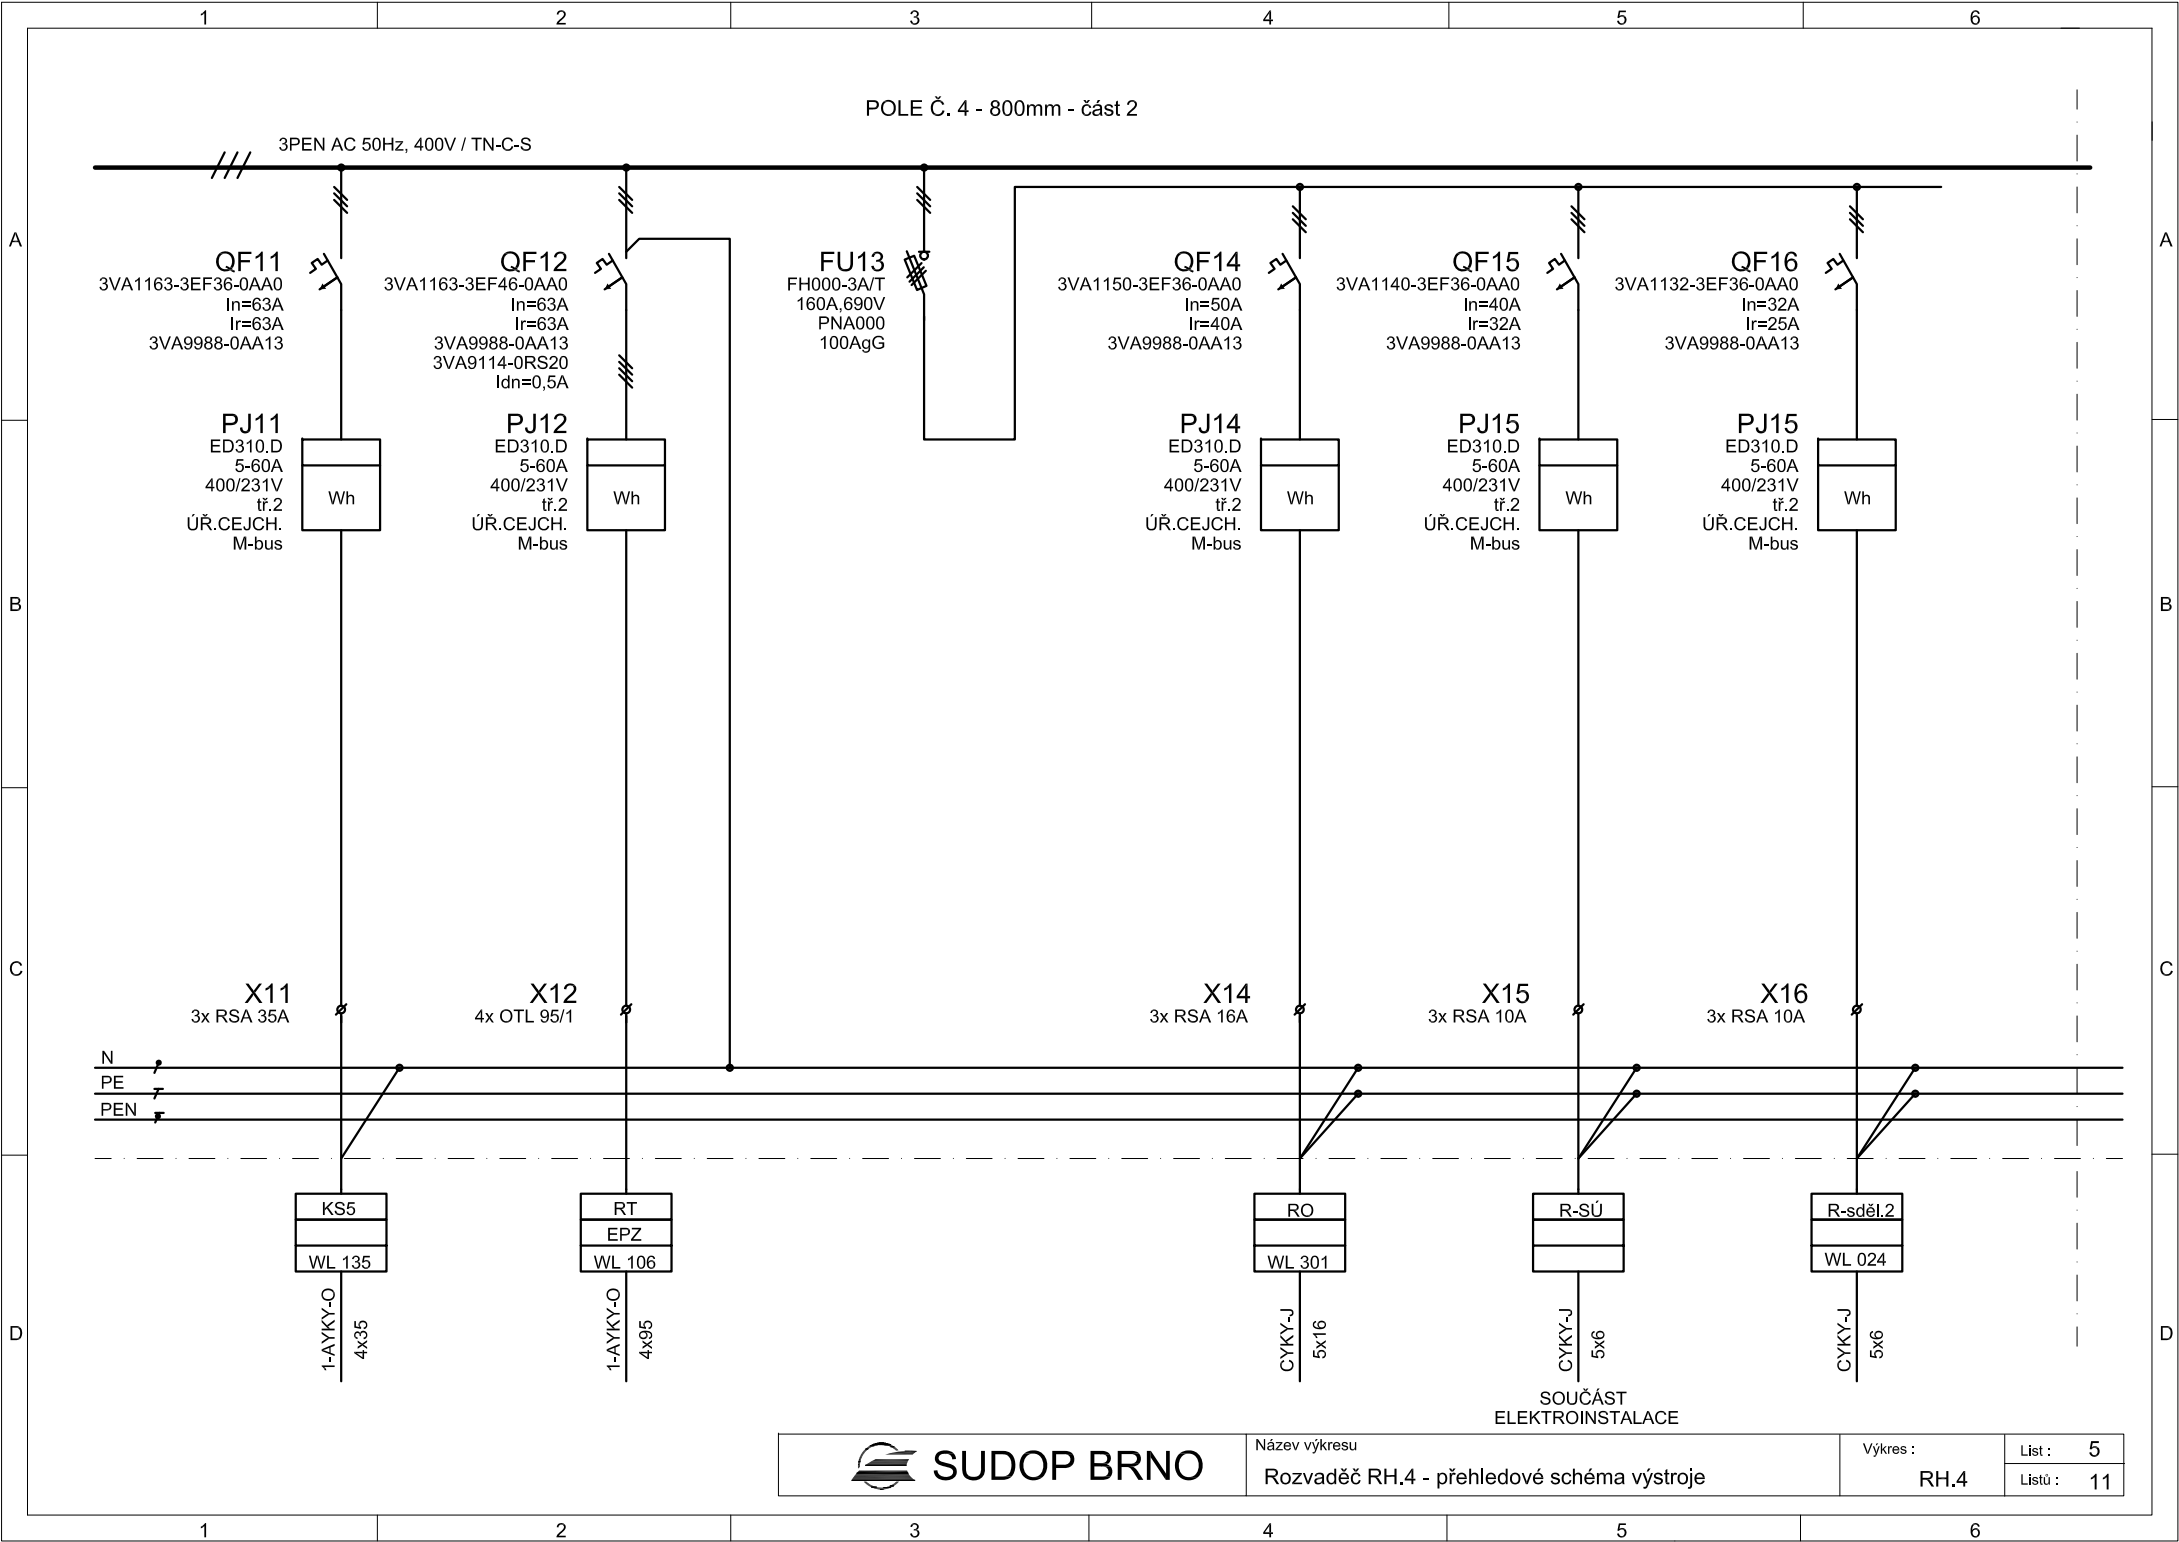 1 2 3 4 5 6
POLE Č. 4 - 800mm - část 2
3PEN AC 50Hz, 400V / TN-C-S
A A
QF11
3VA1163-3EF36-0AA0
In=63A
Ir=63A
3VA9988-0AA13
QF12
3VA1163-3EF46-0AA0
In=63A
Ir=63A
3VA9988-0AA13
3VA9114-0RS20
Idn=0,5A
FU13
FH000-3A/T
160A,690V
PNA000
100AgG
QF14
3VA1150-3EF36-0AA0
In=50A
Ir=40A
3VA9988-0AA13
QF15
3VA1140-3EF36-0AA0
In=40A
Ir=32A
3VA9988-0AA13
QF16
3VA1132-3EF36-0AA0
In=32A
Ir=25A
3VA9988-0AA13
PJ11
ED310.D
5-60A
400/231V
tř.2
ÚŘ.CEJCH.
M-bus
Wh
PJ12
ED310.D
5-60A
400/231V
tř.2
ÚŘ.CEJCH.
M-bus
Wh
PJ14
ED310.D
5-60A
400/231V
tř.2
ÚŘ.CEJCH.
M-bus
Wh
PJ15
ED310.D
5-60A
400/231V
tř.2
ÚŘ.CEJCH.
M-bus
Wh
PJ15
ED310.D
5-60A
400/231V
tř.2
ÚŘ.CEJCH.
M-bus
Wh
B B
C C
X11
3x RSA 35A
X12
4x OTL 95/1
X14
3x RSA 16A
X15
3x RSA 10A
X16
3x RSA 10A
N
PE
PEN
KS5
WL 135
1-AYKY-O
4x35
RT
EPZ
WL 106
1-AYKY-O
4x95
RO
WL 301
CYKY-J
5x16
R-SÚ
CYKY-J
5x6
SOUČÁST
ELEKTROINSTALACE
R-sděl.2
WL 024
CYKY-J
5x6
D D
SUDOP BRNO
Název výkresu
Rozvaděč RH.4 - přehledové schéma výstroje
Výkres :
RH.4
List : 5
Listů : 11
1 2 3 4 5 6